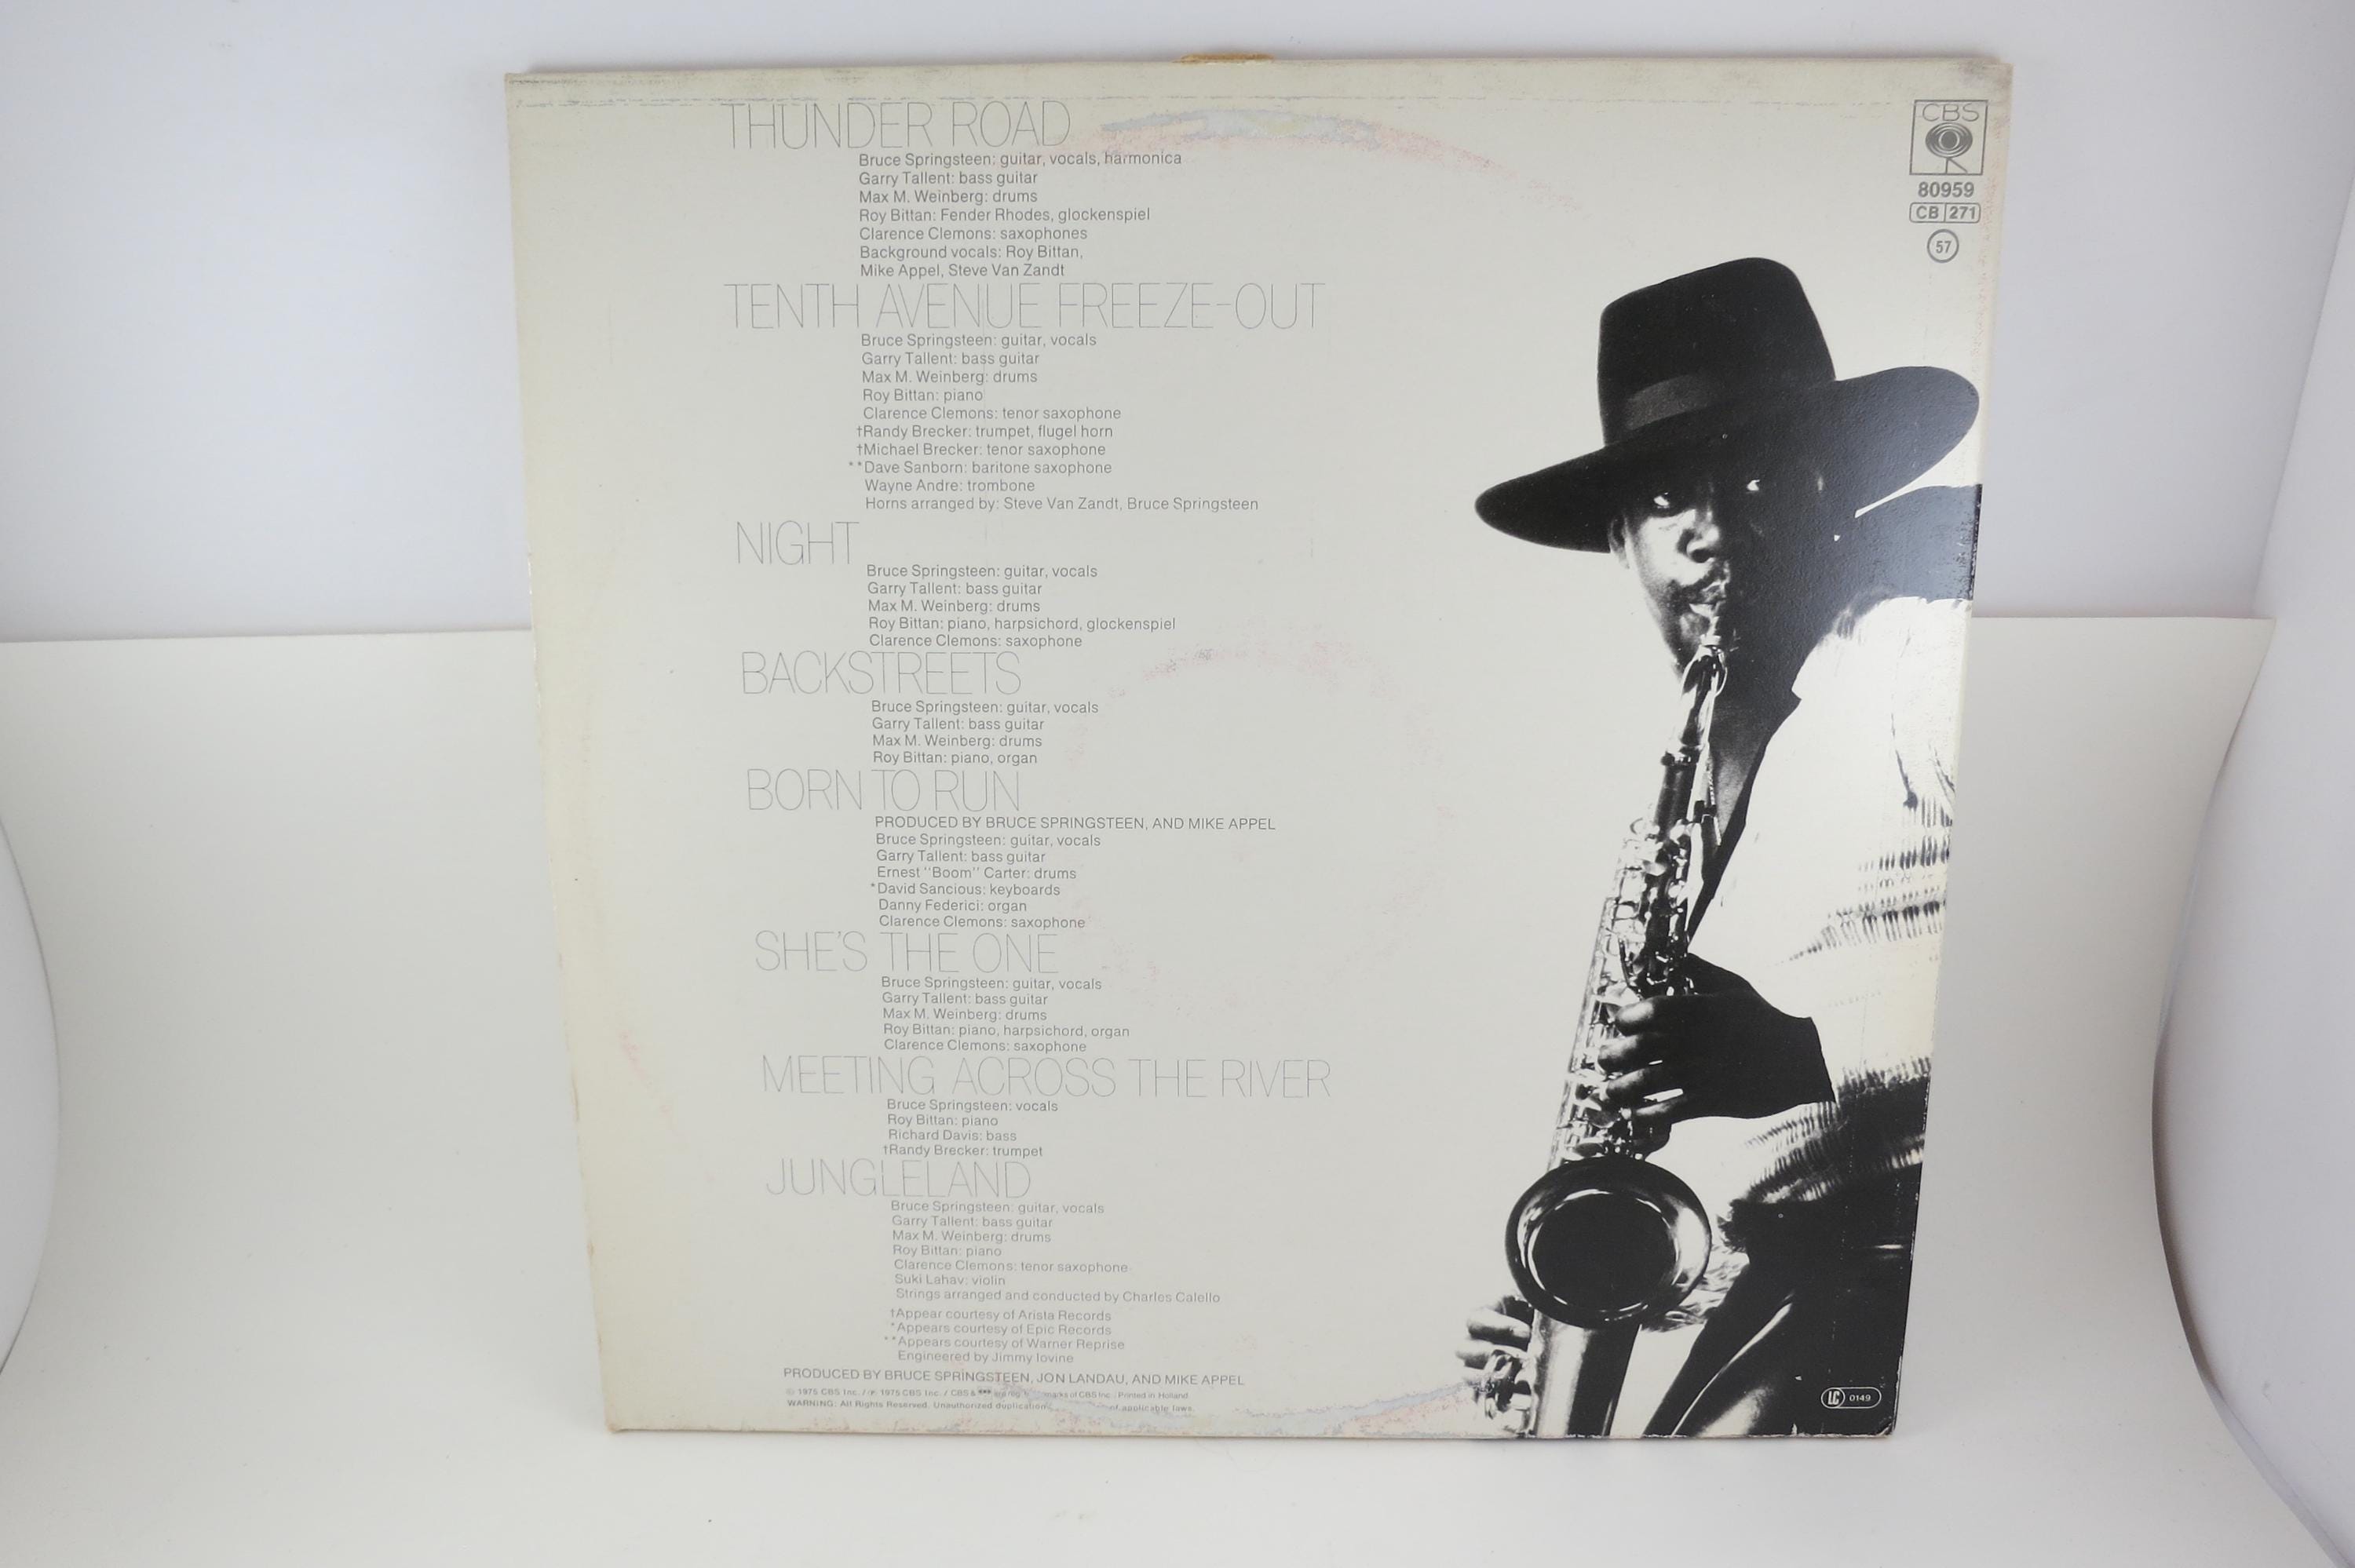 THUNDER ROAD
Bruce Springsteen: guitar, vocals, harmonica
Garry Tallent: bass guitar
Max M. Weinberg: drums
Roy Bittan: Fender Rhodes, glockenspiel
Clarence Clemons: saxophones
Background vocals: Roy Bittan,
Mike Appel, Steve Van Zandt
TENTH AVENUE FREEZE-OUT
Bruce Springsteen: guitar, vocals
Garry Tallent: bass guitar
Max M. Weinberg: drums
Roy Bittan: piano
Clarence Clemons: tenor saxophone
†Randy Brecker: trumpet, flugel horn
†Michael Brecker: tenor saxophone
**Dave Sanborn: baritone saxophone
Wayne Andre: trombone
Horns arranged by: Steve Van Zandt, Bruce Springsteen
NIGHT
Bruce Springsteen: guitar, vocals
Garry Tallent: bass guitar
Max M. Weinberg: drums
Roy Bittan: piano, harpsichord, glockenspiel
Clarence Clemons: saxophone
BACKSTREETS
Bruce Springsteen: guitar, vocals
Garry Tallent: bass guitar
Max M. Weinberg: drums
Roy Bittan: piano, organ
BORN TO RUN
PRODUCED BY BRUCE SPRINGSTEEN, AND MIKE APPEL
Bruce Springsteen: guitar, vocals
Garry Tallent: bass guitar
Ernest "Boom" Carter: drums
*David Sancious: keyboards
Danny Federici: organ
Clarence Clemons: saxophone
SHE'S THE ONE
Bruce Springsteen: guitar, vocals
Garry Tallent: bass guitar
Max M. Weinberg: drums
Roy Bittan: piano, harpsichord, organ
Clarence Clemons: saxophone
MEETING ACROSS THE RIVER
Bruce Springsteen: vocals
Roy Bittan: piano
Richard Davis: bass
†Randy Brecker: trumpet
JUNGLELAND
Bruce Springsteen: guitar, vocals
Garry Tallent: bass guitar
Max M. Weinberg: drums
Roy Bittan: piano
Clarence Clemons: tenor saxophone
Suki Lahav: violin
Strings arranged and conducted by Charles Calello
†Appear courtesy of Arista Records
*Appears courtesy of Epic Records
**Appears courtesy of Warner Reprise
Engineered by Jimmy Iovine
PRODUCED BY BRUCE SPRINGSTEEN, JON LANDAU, AND MIKE APPEL
© 1975 CBS Inc. / ℗ 1975 CBS Inc. / CBS & of CBS Inc. Printed in Holland
WARNING: All Rights Reserved. Unauthorized duplication of applicable laws.
CBS
80959
CB 271
57
LC 0149